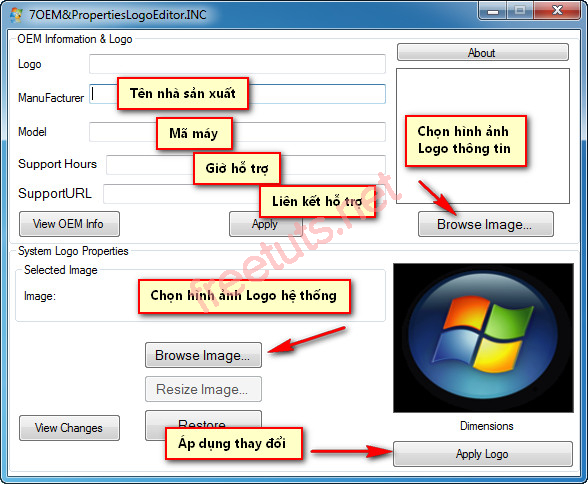 7OEM&PropertiesLogoEditor.INC
OEM Information & Logo
Logo
About
ManuFacturer
Tên nhà sản xuất
Model
Mã máy
Chọn hình ảnh
Logo thông tin
Support Hours
Giờ hỗ trợ
SupportURL
Liên kết hỗ trợ
View OEM Info
Apply
Browse Image...
freetuts.net
System Logo Properties
Selected Image
Image:
Chọn hình ảnh Logo hệ thống
Browse Image...
Resize Image...
View Changes
Restore
Dimensions
Áp dụng thay đổi
Apply Logo